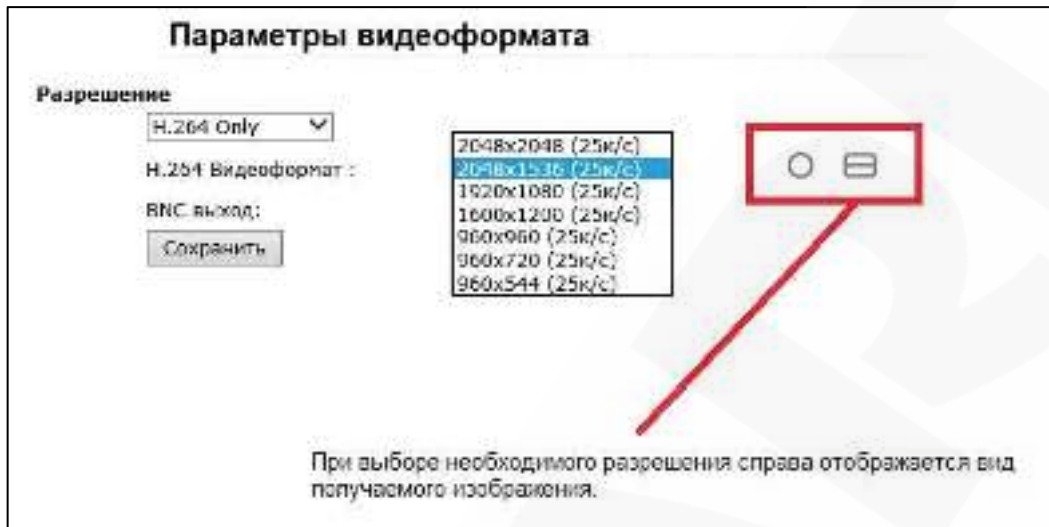 Параметры видеоформата
Разрешение
H.264 Only
H.264 Видеоформат :
BNC выход:
Сохранить
2048x2048 (25к/с)
2048x1536 (25к/с)
1920x1080 (25к/с)
1600x1200 (25к/с)
960x960 (25к/с)
960x720 (25к/с)
960x544 (25к/с)
При выборе необходимого разрешения справа отображается вид
получаемого изображения.